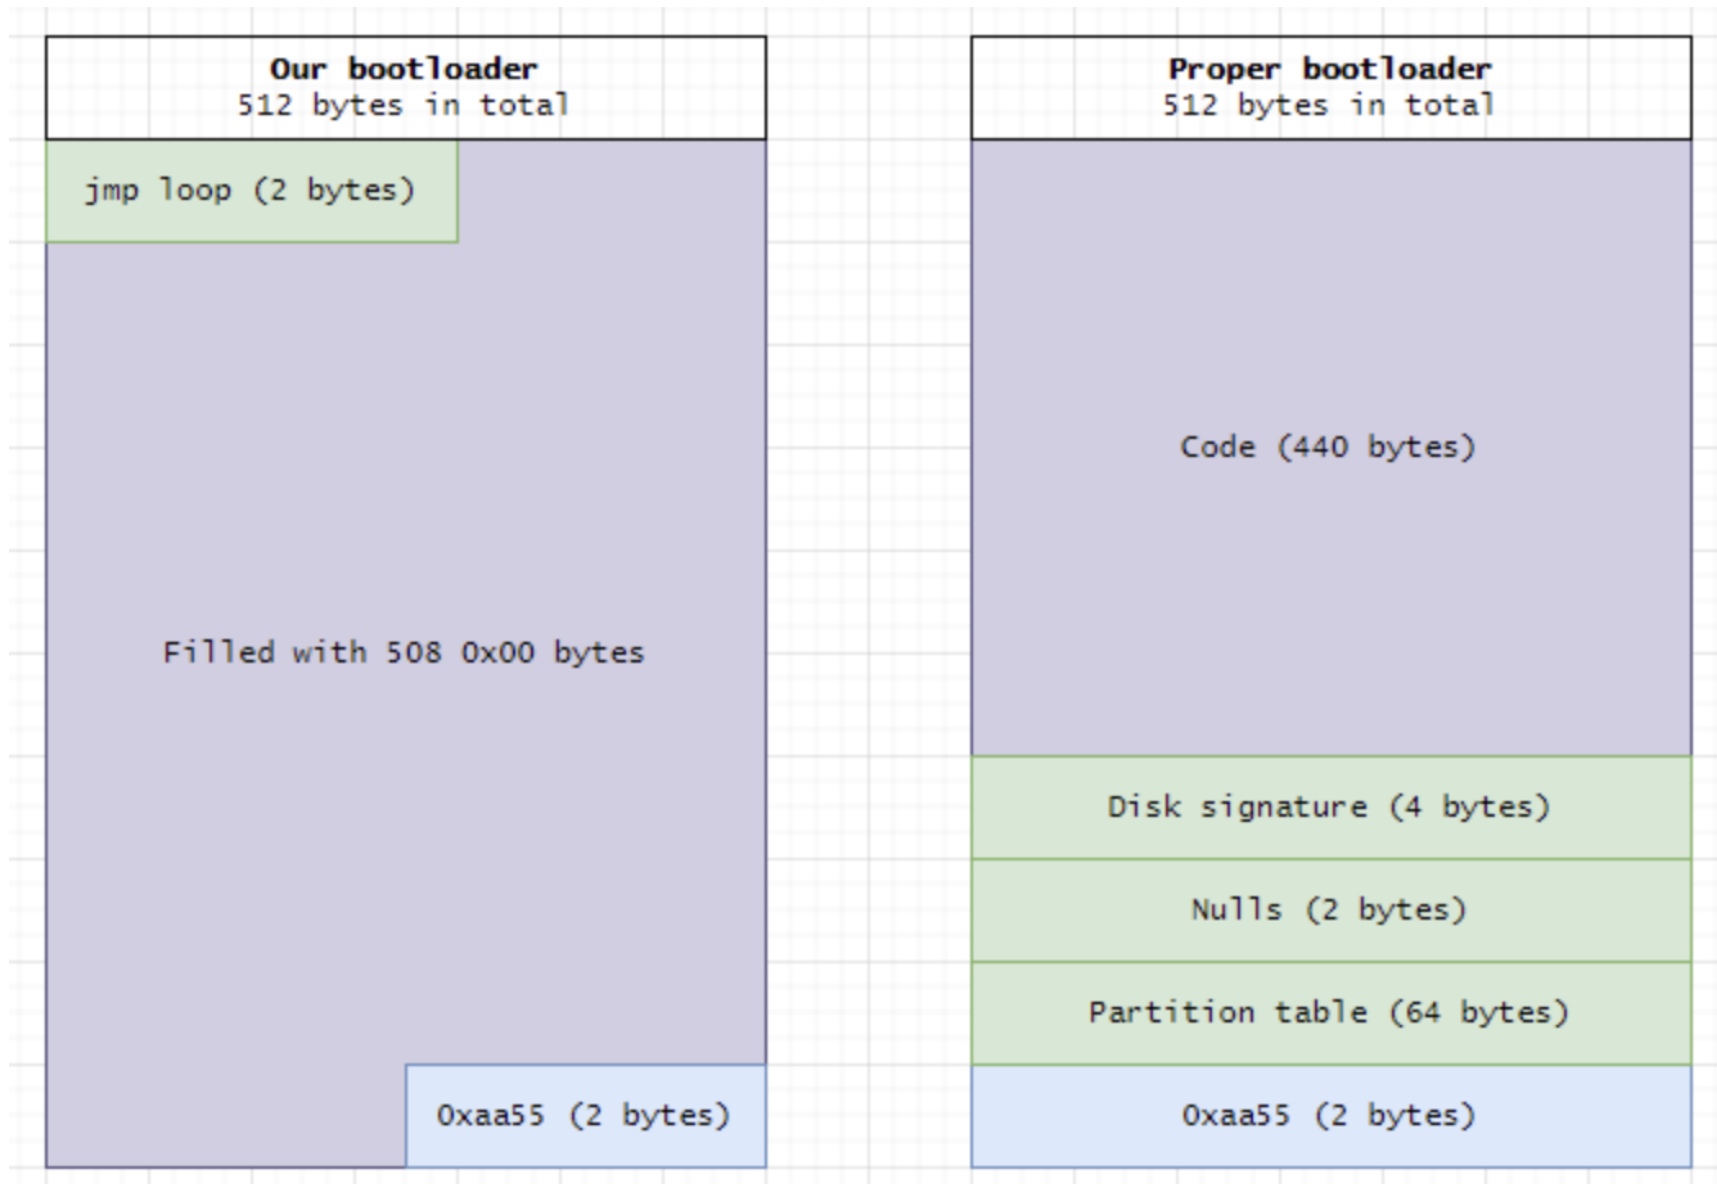 Our bootloader
512 bytes in total
jmp loop (2 bytes)
Filled with 508 0x00 bytes
0xaa55 (2 bytes)
Proper bootloader
512 bytes in total
Code (440 bytes)
Disk signature (4 bytes)
Nulls (2 bytes)
Partition table (64 bytes)
0xaa55 (2 bytes)